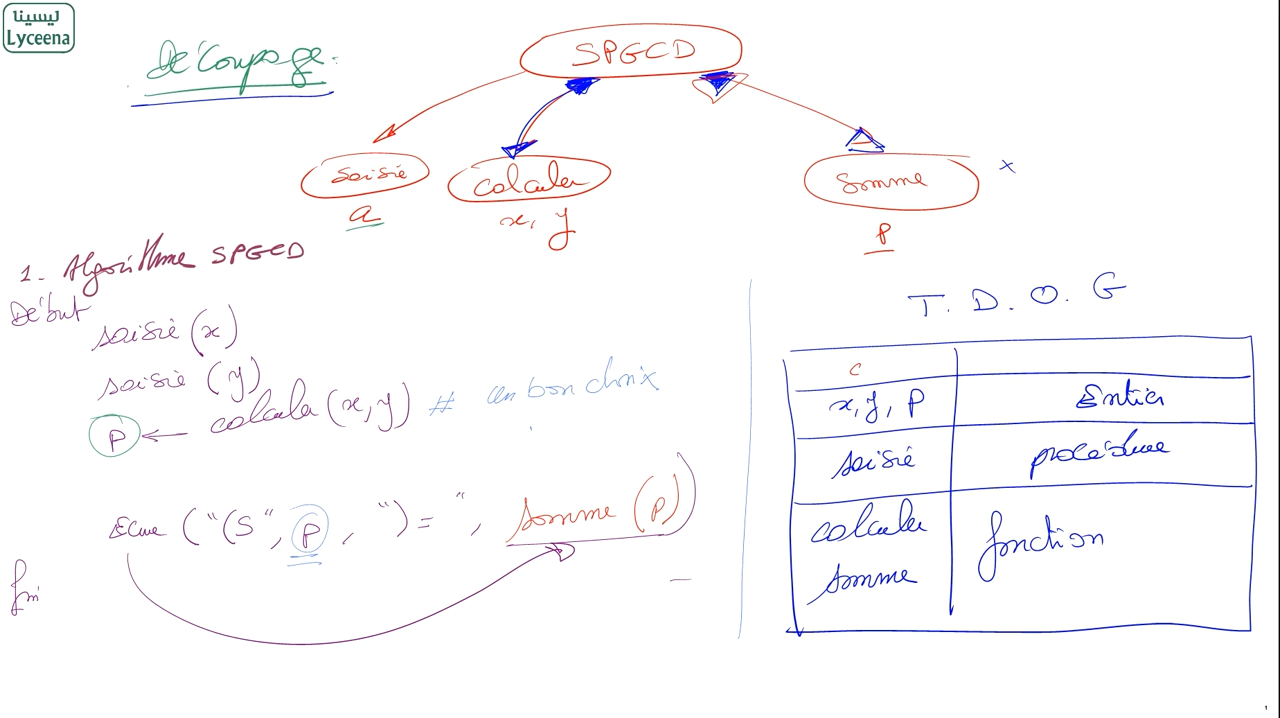 ليسينا
Lyceena
Découpage.
SPGCD
saisie
calculer
somme
x
a
x, y
p
1. Algorithme SPGCD
Début
saisie (x)
saisie (y)
P ← calculer (x, y) # un bon choix
Écrire ("(S", P, ")= ", somme (P))
fin
T. D. O. G
x, y, P Entier
saisie procédure
calculer
somme
fonction